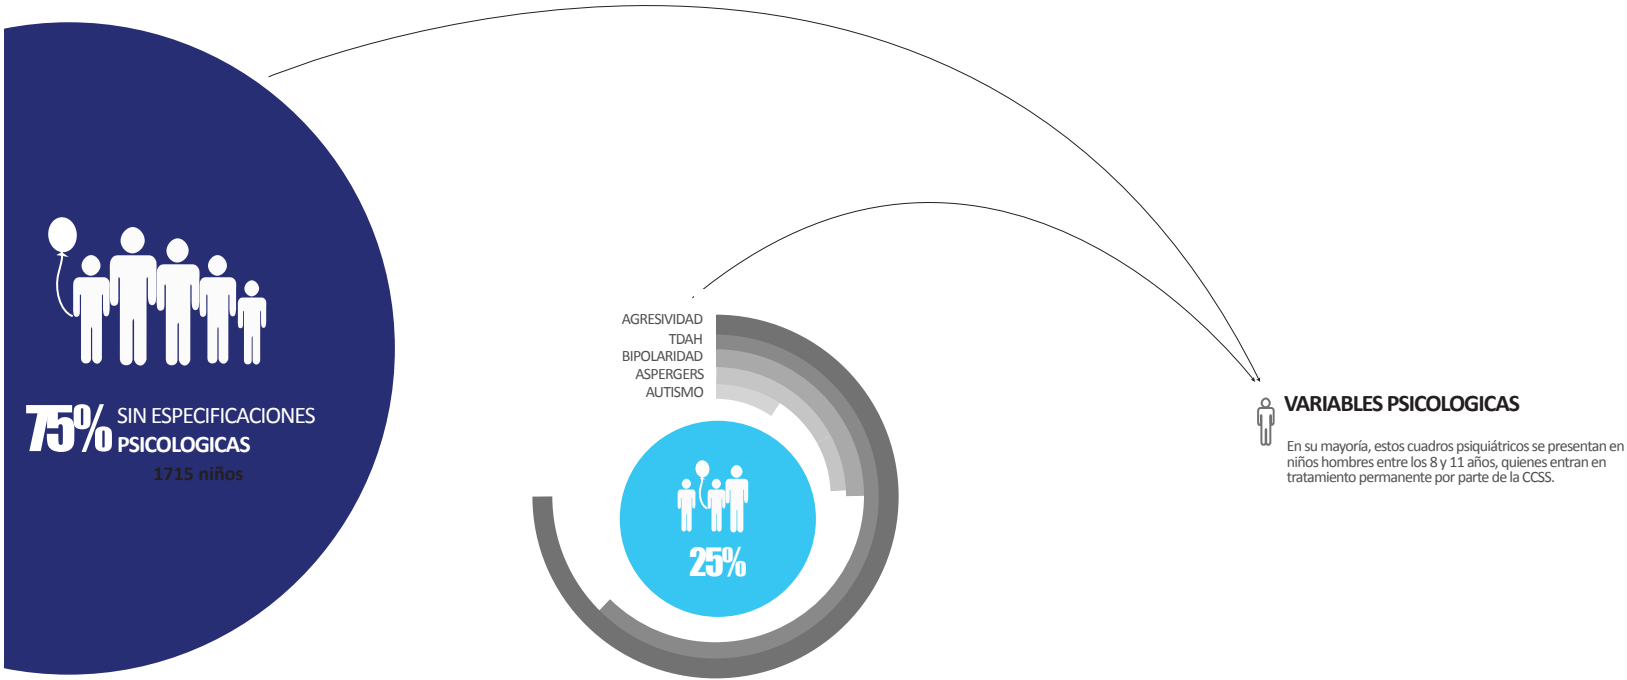 75% SIN ESPECIFICACIONES
PSICOLOGICAS
1715 niños
AGRESIVIDAD
TDAH
BIPOLARIDAD
ASPERGERS
AUTISMO
25%
VARIABLES PSICOLOGICAS
En su mayoría, estos cuadros psiquiátricos se presentan en
niños hombres entre los 8 y 11 años, quienes entran en
tratamiento permanente por parte de la CCSS.